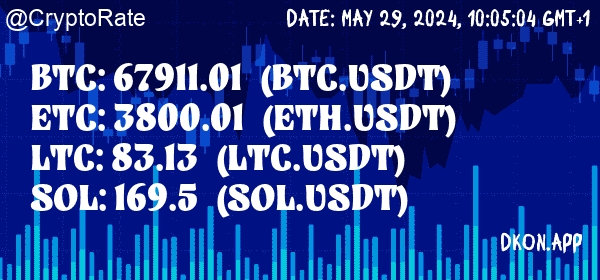 @CryptoRate
DATE: MAY 29, 2024, 10:05:04 GMT+1
BTC: 67911.01 (BTC.USDT)
ETC: 3800.01 (ETH.USDT)
LTC: 83.13 (LTC.USDT)
SOL: 169.5 (SOL.USDT)
DKON.APP